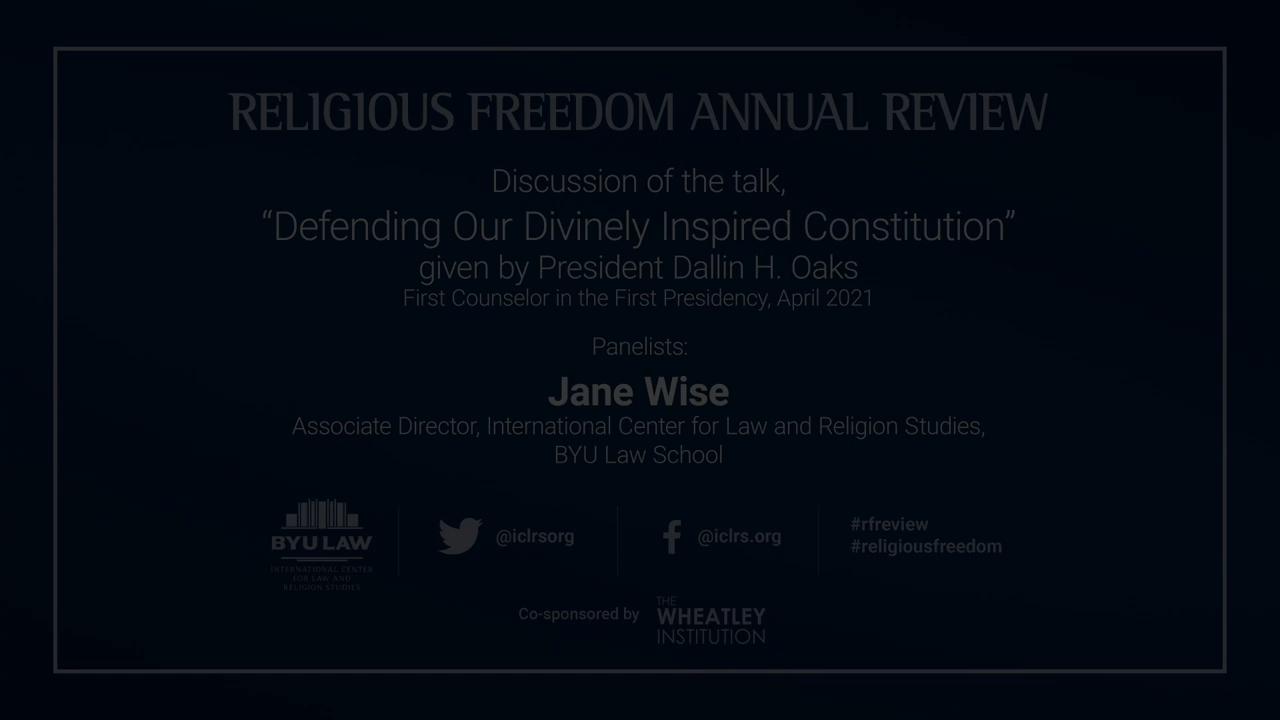 RELIGIOUS FREEDOM ANNUAL REVIEW
Discussion of the talk,
“Defending Our Divinely Inspired Constitution”
given by President Dallin H. Oaks
First Counselor in the First Presidency, April 2021
Panelists:
Jane Wise
Associate Director, International Center for Law and Religion Studies,
BYU Law School
BYU LAW
INTERNATIONAL CENTER
FOR LAW AND
RELIGION STUDIES
@iclrsorg
@iclrs.org
#rfreview
#religiousfreedom
Co-sponsored by
THE
WHEATLEY
INSTITUTION